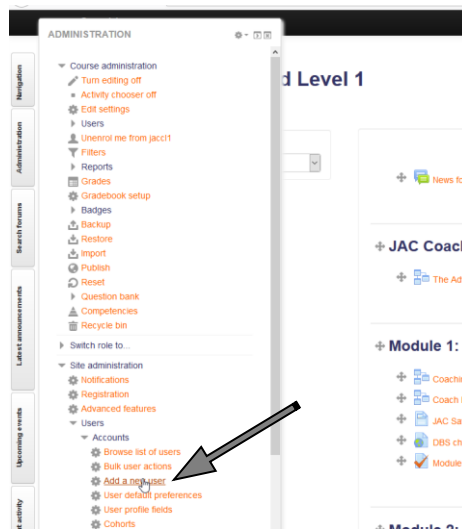 ADMINISTRATION
Course administration
Turn editing off
Activity chooser off
Edit settings
Users
Unenrol me from jaccl1
Filters
Reports
Grades
Gradebook setup
Badges
Backup
Restore
Import
Publish
Reset
Question bank
Competencies
Recycle bin
Switch role to...
Site administration
Notifications
Registration
Advanced features
Users
Accounts
Browse list of users
Bulk user actions
Add a new user
User default preferences
User profile fields
Cohorts
Navigation
Administration
Search forums
Latest announcements
Upcoming events
activity
d Level 1
News fo
JAC Coach
The Ad
Module 1:
Coachin
Coach
JAC Sa
DBS ch
Module